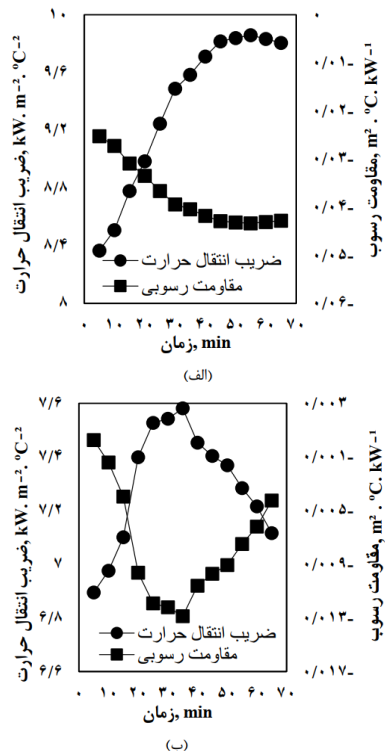 ضریب انتقال حرارت, kW. m⁻². ºC⁻²
۱۰
۹/۶
۹/۲
۸/۸
۸/۴
۸
۰
۰/۰۱-
۰/۰۲-
۰/۰۳-
۰/۰۴-
۰/۰۵-
۰/۰۶-
مقاومت رسوب, m² . ºC. kW⁻¹
ضریب انتقال حرارت
مقاومت رسوبی
۰ ۱۰ ۲۰ ۳۰ ۴۰ ۵۰ ۶۰ ۷۰
زمان, min
(الف)
ضریب انتقال حرارت, kW. m⁻². ºC⁻²
۷/۶
۷/۴
۷/۲
۷
۶/۸
۶/۶
۰/۰۰۳
۰/۰۰۱-
۰/۰۰۵-
۰/۰۰۹-
۰/۰۱۳-
۰/۰۱۷-
مقاومت رسوبی, m² . ºC. kW⁻¹
ضریب انتقال حرارت
مقاومت رسوبی
۰ ۱۰ ۲۰ ۳۰ ۴۰ ۵۰ ۶۰ ۷۰
زمان, min
(ب)